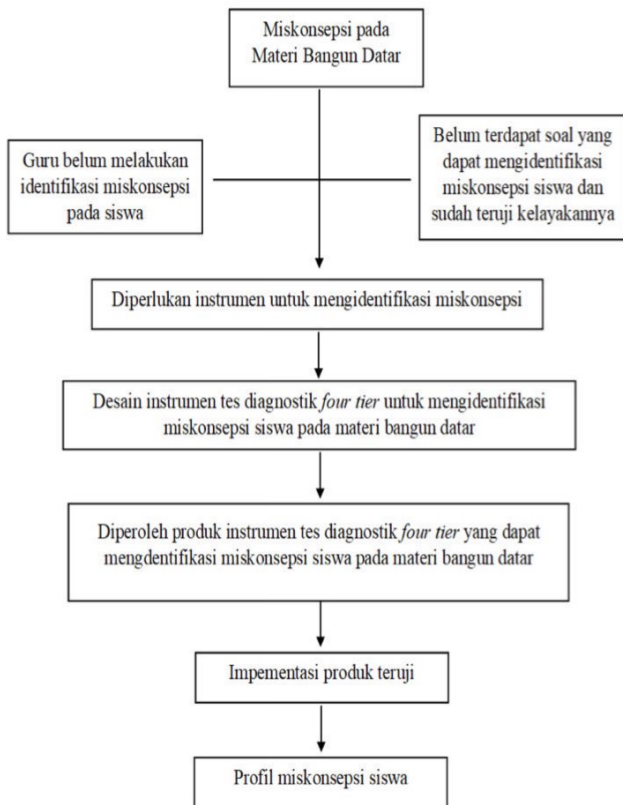 Miskonsepsi pada
Materi Bangun Datar
Guru belum melakukan
identifikasi miskonsepsi
pada siswa
Belum terdapat soal yang
dapat mengidentifikasi
miskonsepsi siswa dan
sudah teruji kelayakannya
Diperlukan instrumen untuk mengidentifikasi miskonsepsi
Desain instrumen tes diagnostik four tier untuk mengidentifikasi
miskonsepsi siswa pada materi bangun datar
Diperoleh produk instrumen tes diagnostik four tier yang dapat
mengdentifikasi miskonsepsi siswa pada materi bangun datar
Impementasi produk teruji
Profil miskonsepsi siswa